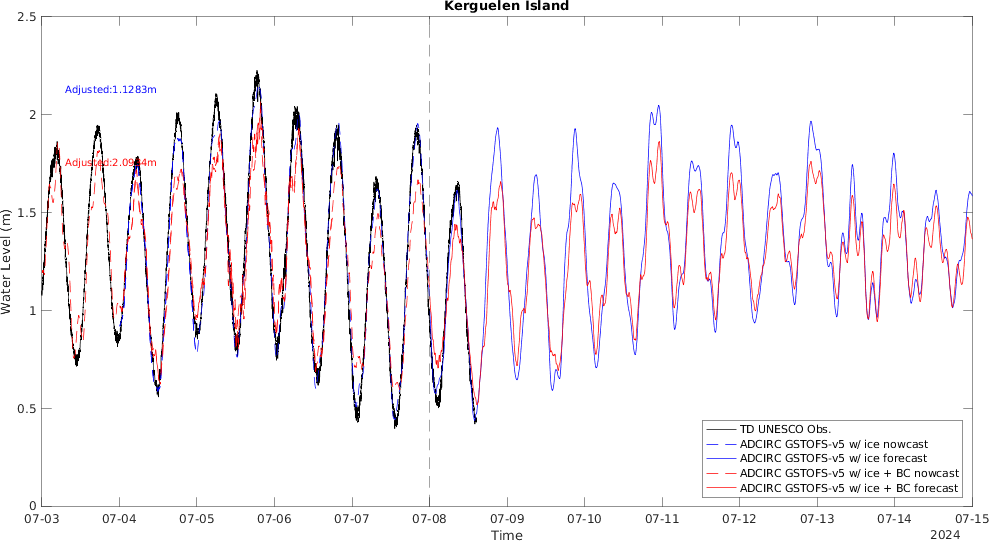 Kerguelen Island
2.5
2
1.5
1
0.5
0
Water Level (m)
Adjusted:1.1283m
07-03 07-04 07-05 07-06 07-07 07-08 07-09 07-10 07-11 07-12 07-13 07-14 07-15
Time
2024
TD UNESCO Obs.
ADCIRC GSTOFS-v5 w/ ice nowcast
ADCIRC GSTOFS-v5 w/ ice forecast
ADCIRC GSTOFS-v5 w/ ice + BC nowcast
ADCIRC GSTOFS-v5 w/ ice + BC forecast